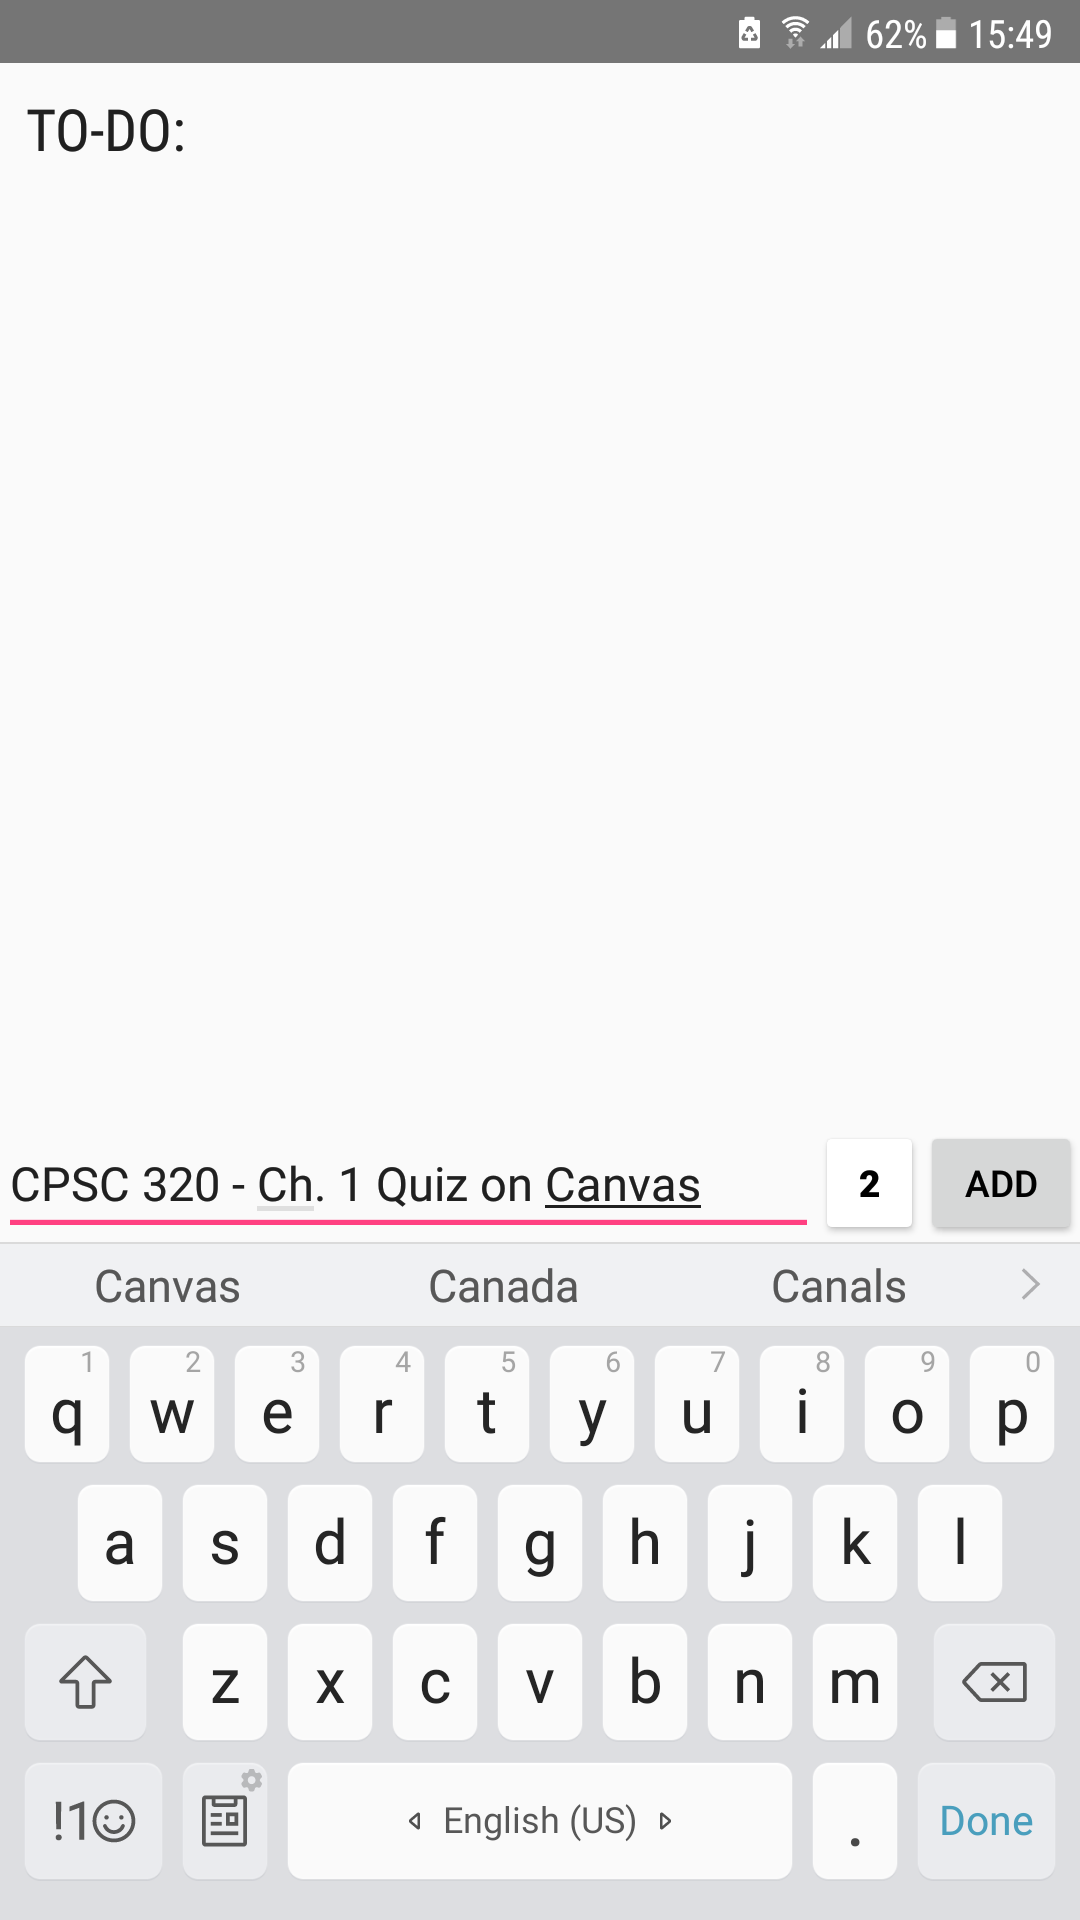 62% 15:49
TO-DO:
CPSC 320 - Ch. 1 Quiz on Canvas 2 ADD
Canvas Canada Canals
1 2 3 4 5 6 7 8 9 0
q w e r t y u i o p
a s d f g h j k l
z x c v b n m
!1☺ English (US) . Done